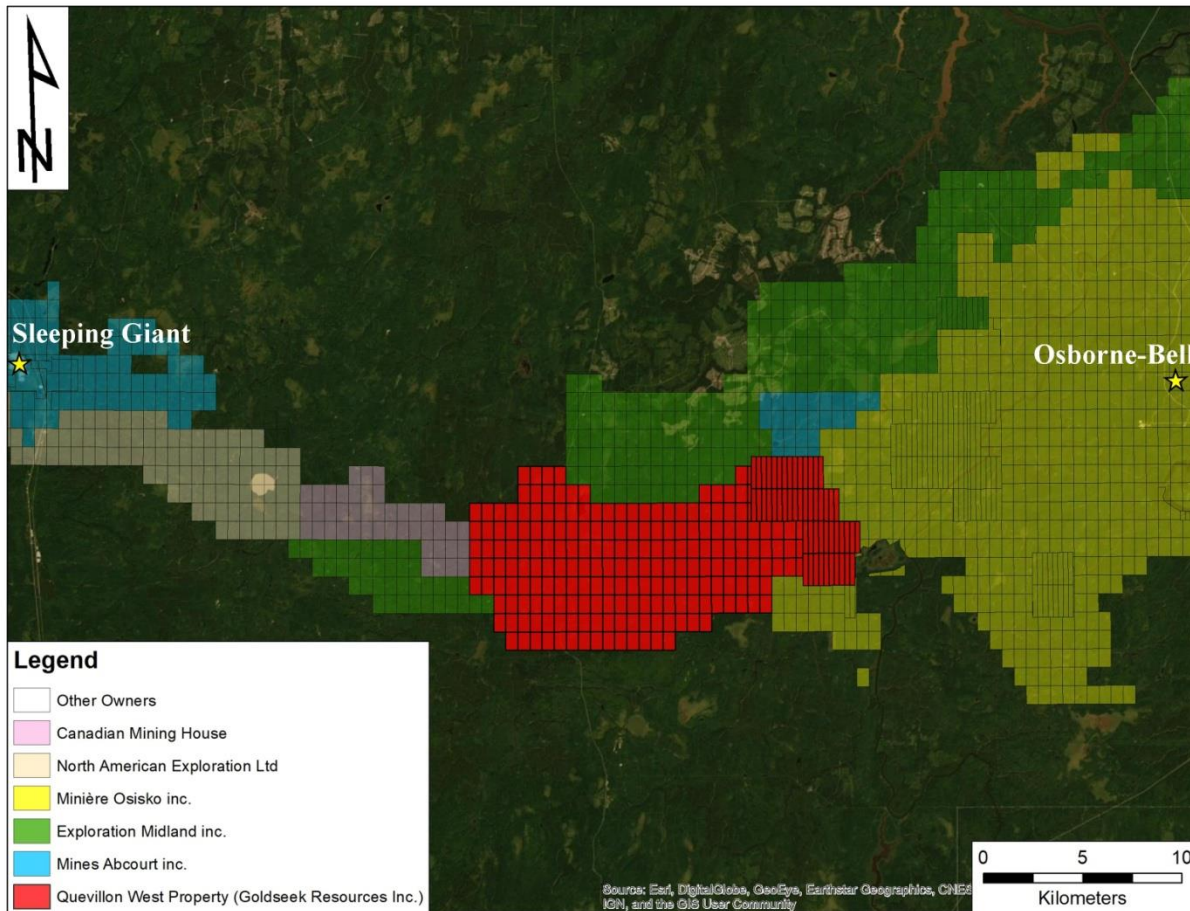 N
Sleeping Giant
Osborne-Bell
Legend
Other Owners
Canadian Mining House
North American Exploration Ltd
Minière Osisko inc.
Exploration Midland inc.
Mines Abcourt inc.
Quevillon West Property (Goldseek Resources Inc.)
Source: Esri, DigitalGlobe, GeoEye, Earthstar Geographics,
IGN, and the GIS User Community
0 5 10
Kilometers